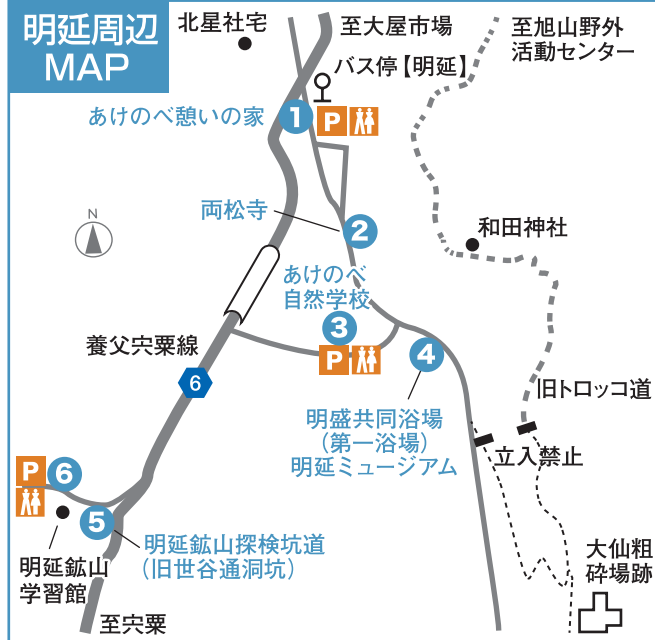 明延周辺
MAP
北星社宅
至大屋市場
至旭山野外
活動センター
バス停【明延】
あけのべ憩いの家
1
P
両松寺
2
N
和田神社
あけのべ
自然学校
3
P
養父宍粟線
6
4
旧トロッコ道
明盛共同浴場
（第一浴場）
明延ミュージアム
立入禁止
P
6
5
明延鉱山探検坑道
（旧世谷通洞坑）
明延鉱山
学習館
大仙粗
砕場跡
至宍粟